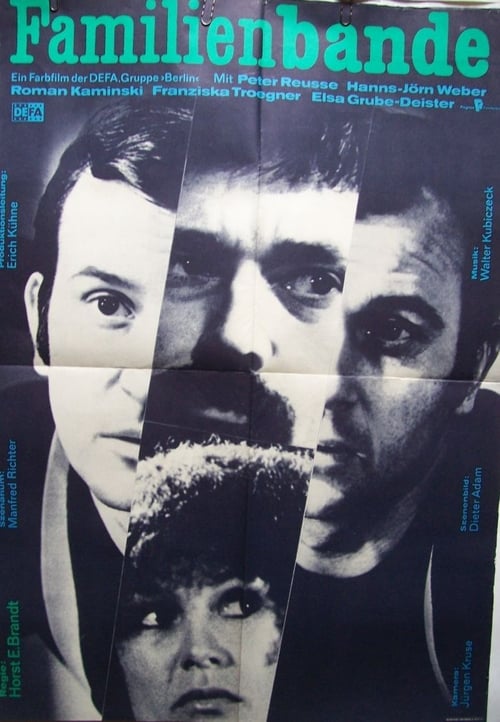 Familienbande
Ein Farbfilm der DEFA, Gruppe ›Berlin‹ Mit Peter Reusse Hanns-Jörn Weber
Roman Kaminski Franziska Troegner Elsa Grube-Deister
DEFA
Produktionsleitung:
Erich Kühne
Musik:
Walter Kubiczeck
Szenarium:
Manfred Richter
Szenenbild:
Dieter Adam
Regie:
Horst E. Brandt
Kamera:
Jürgen Kruse